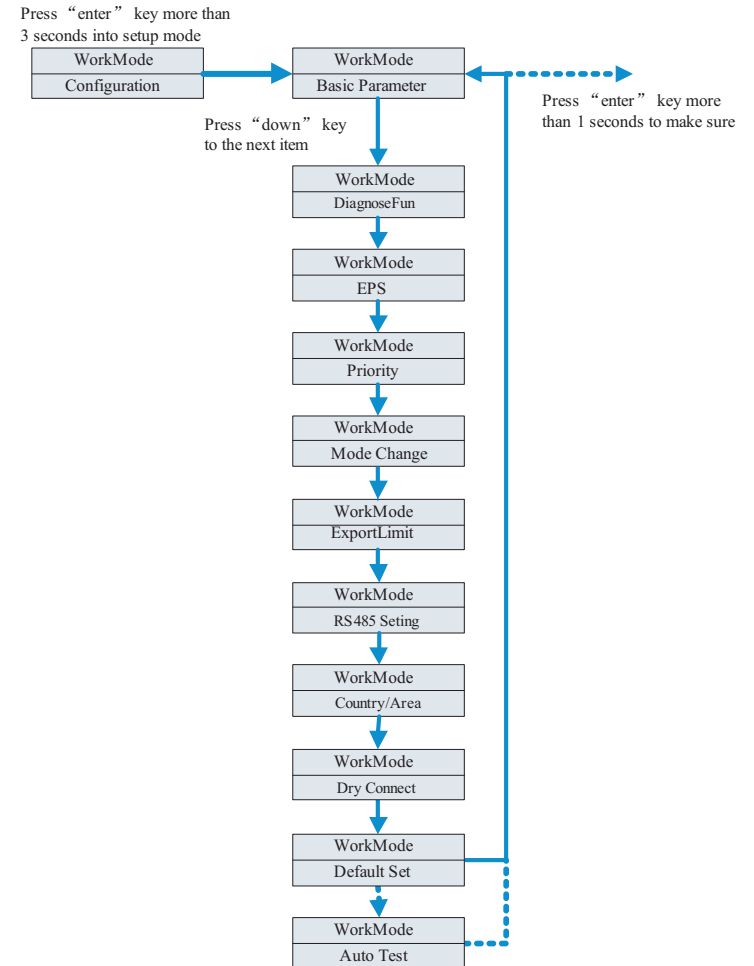 Press “enter” key more than
3 seconds into setup mode
WorkMode
Configuration
WorkMode
Basic Parameter
Press “enter” key more
than 1 seconds to make sure
Press “down” key
to the next item
WorkMode
DiagnoseFun
WorkMode
EPS
WorkMode
Priority
WorkMode
Mode Change
WorkMode
ExportLimit
WorkMode
RS485 Seting
WorkMode
Country/Area
WorkMode
Dry Connect
WorkMode
Default Set
WorkMode
Auto Test